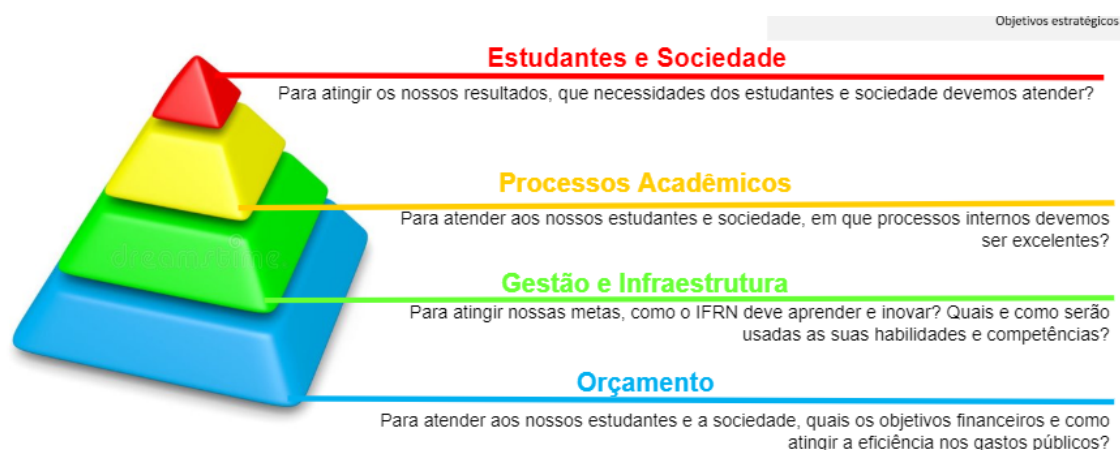 Objetivos estratégicos
Estudantes e Sociedade
Para atingir os nossos resultados, que necessidades dos estudantes e sociedade devemos atender?
Processos Acadêmicos
Para atender aos nossos estudantes e sociedade, em que processos internos devemos
ser excelentes?
Gestão e Infraestrutura
Para atingir nossas metas, como o IFRN deve aprender e inovar? Quais e como serão
usadas as suas habilidades e competências?
dreamstime
Orçamento
Para atender aos nossos estudantes e a sociedade, quais os objetivos financeiros e como
atingir a eficiência nos gastos públicos?